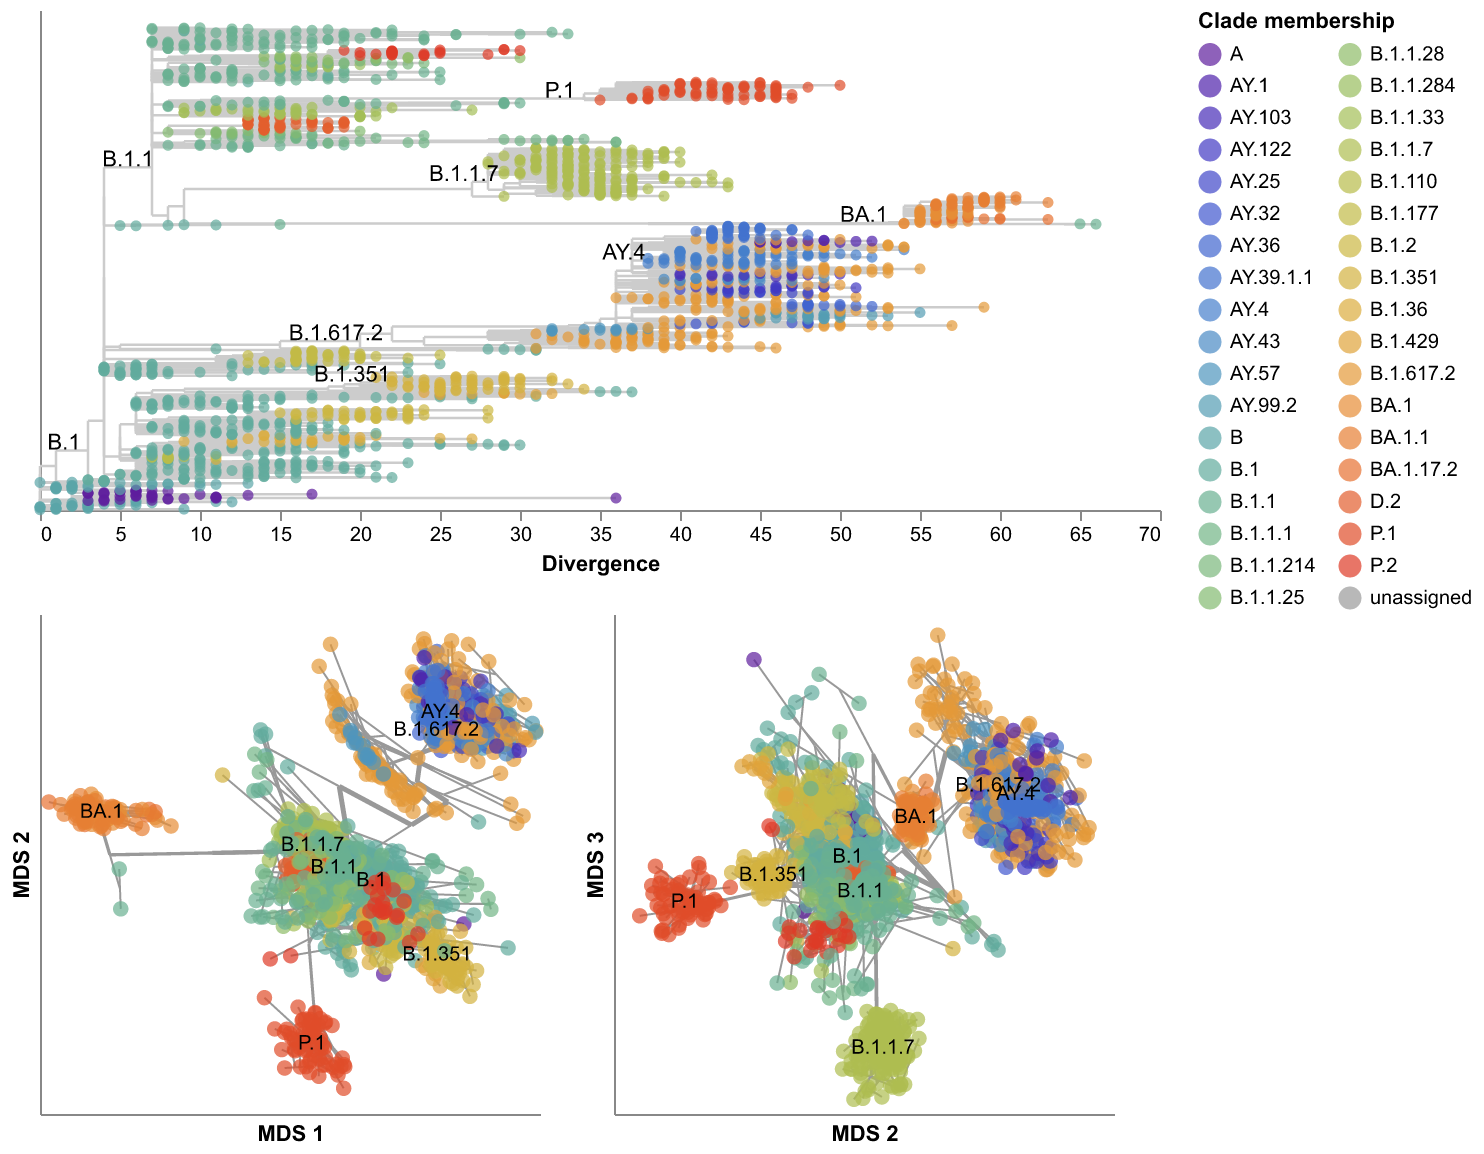 Clade membership
A
AY.1
AY.103
AY.122
AY.25
AY.32
AY.36
AY.39.1.1
AY.4
AY.43
AY.57
AY.99.2
B
B.1
B.1.1
B.1.1.1
B.1.1.214
B.1.1.25
B.1.1.28
B.1.1.284
B.1.1.33
B.1.1.7
B.1.110
B.1.177
B.1.2
B.1.351
B.1.36
B.1.429
B.1.617.2
BA.1
BA.1.1
BA.1.17.2
D.2
P.1
P.2
unassigned
P.1
B.1.1
B.1.1.7
BA.1
AY.4
B.1.617.2
B.1.351
B.1
0 5 10 15 20 25 30 35 40 45 50 55 60 65 70
Divergence
AY.4
B.1.617.2
BA.1
B.1.1.7
B.1.1
B.1
B.1.351
P.1
MDS 2
MDS 1
B.1.617.2
AY.4
BA.1
B.1
B.1.351
B.1.1
P.1
B.1.1.7
MDS 3
MDS 2